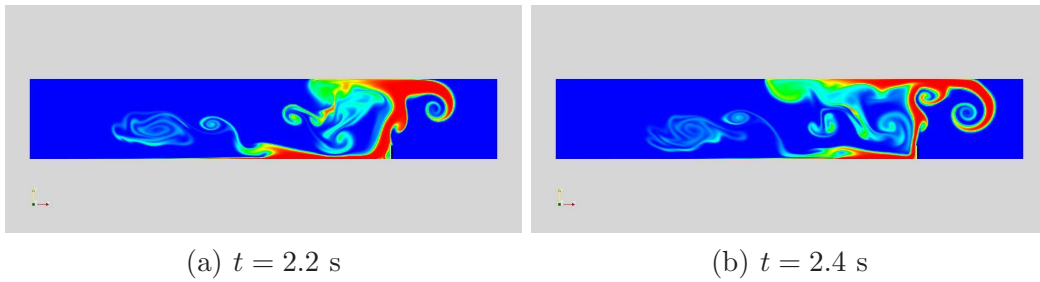 (a) t = 2.2 s
(b) t = 2.4 s